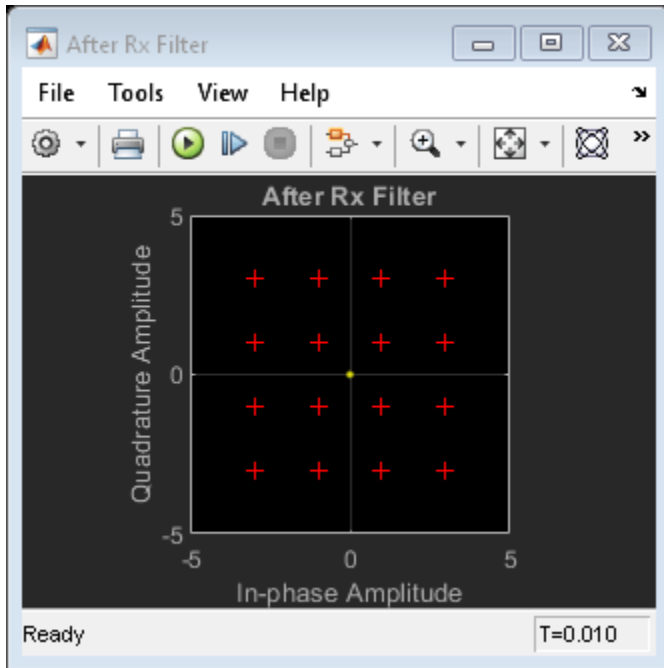 After Rx Filter
File Tools View Help
After Rx Filter
Quadrature Amplitude
5
0
-5
-5 0 5
In-phase Amplitude
Ready T=0.010